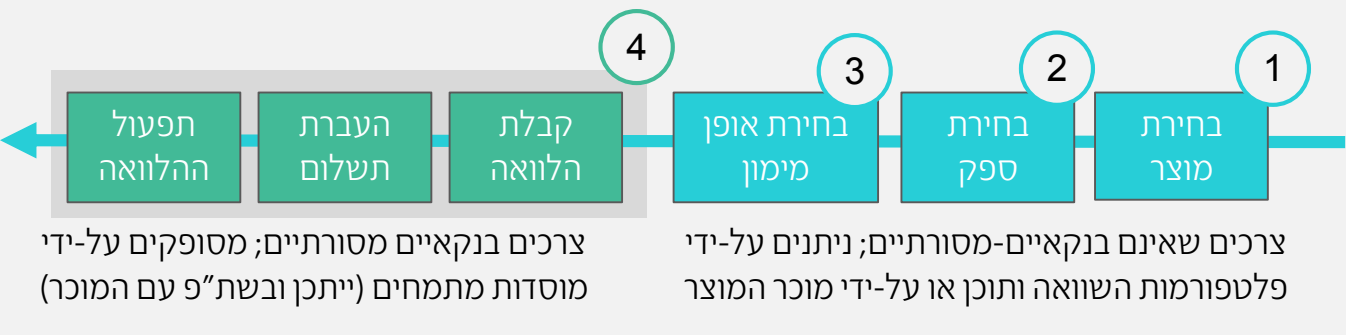 1
בחירת
מוצר
2
בחירת
ספק
3
בחירת אופן
מימון
4
קבלת
הלוואה
העברת
תשלום
תפעול
ההלוואה
צרכים שאינם בנקאיים-מסורתיים; ניתנים על-ידי
פלטפורמות השוואה ותוכן או על-ידי מוכר המוצר
צרכים בנקאיים מסורתיים; מסופקים על-ידי
מוסדות מתמחים (ייתכן ובשת״פ עם המוכר)